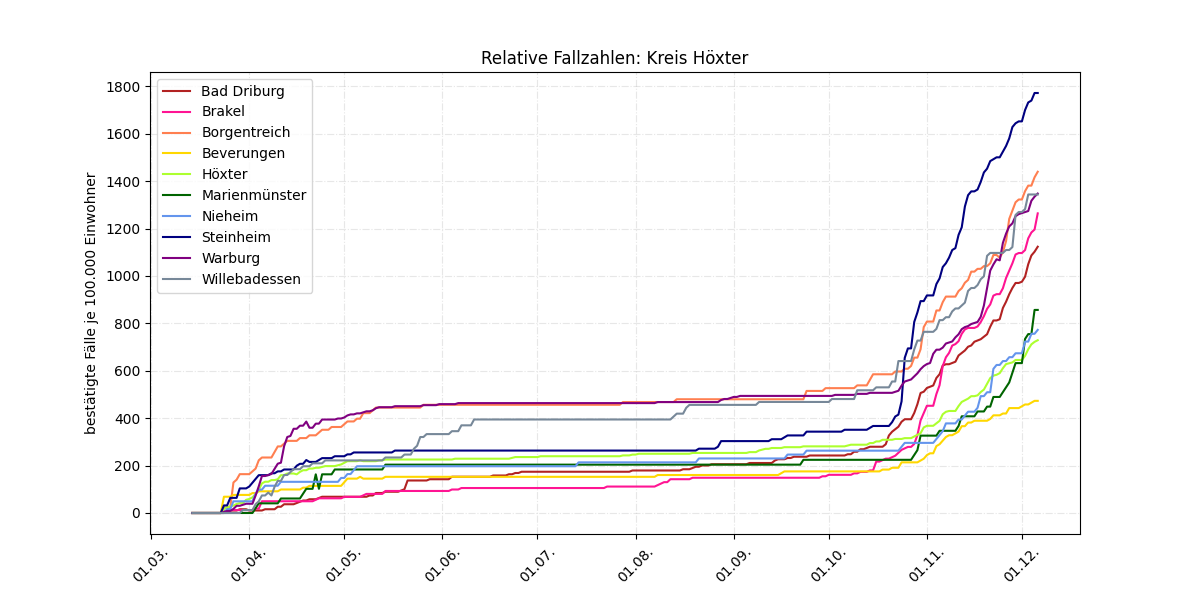 Relative Fallzahlen: Kreis Höxter
bestätigte Fälle je 100.000 Einwohner
1800
1600
1400
1200
1000
800
600
400
200
0
Bad Driburg
Brakel
Borgentreich
Beverungen
Höxter
Marienmünster
Nieheim
Steinheim
Warburg
Willebadessen
01.03.
01.04.
01.05.
01.06.
01.07.
01.08.
01.09.
01.10.
01.11.
01.12.